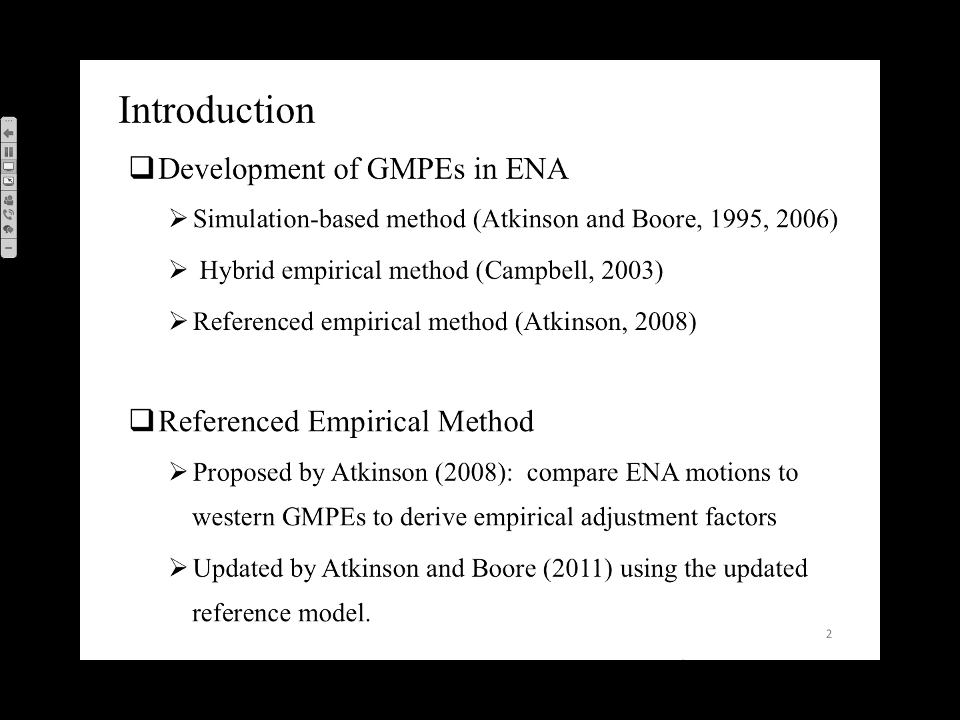 Introduction
Development of GMPEs in ENA
Simulation-based method (Atkinson and Boore, 1995, 2006)
Hybrid empirical method (Campbell, 2003)
Referenced empirical method (Atkinson, 2008)
Referenced Empirical Method
Proposed by Atkinson (2008): compare ENA motions to
western GMPEs to derive empirical adjustment factors
Updated by Atkinson and Boore (2011) using the updated
reference model.
2